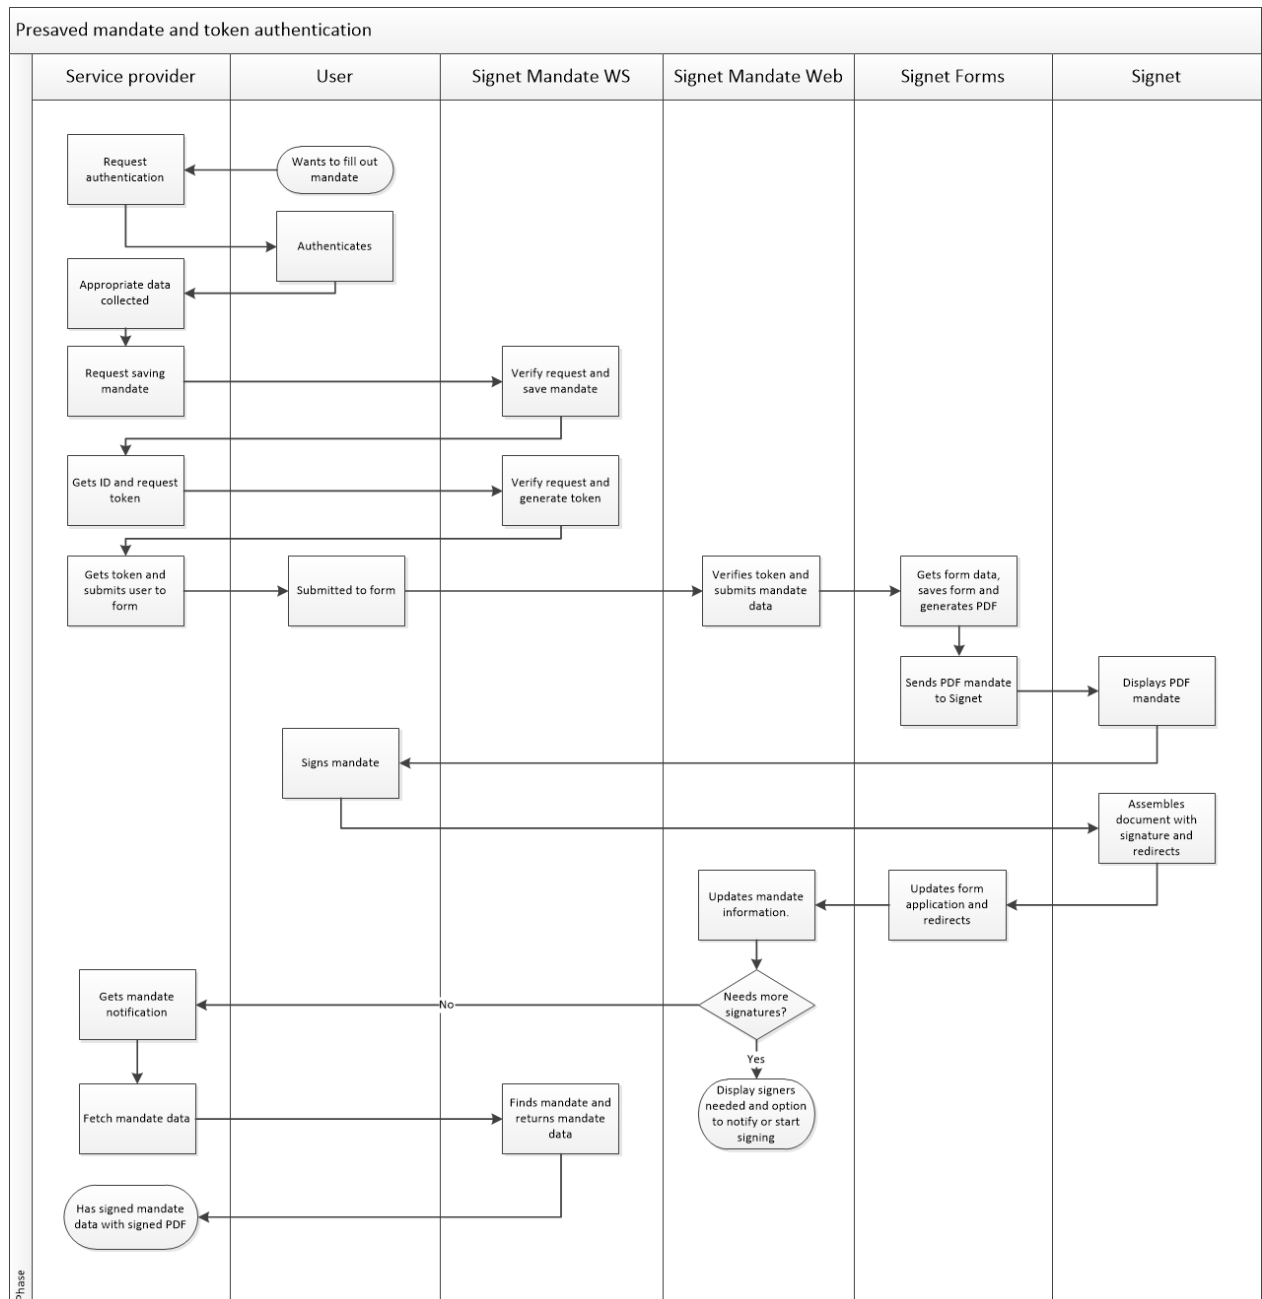 Presaved mandate and token authentication
Service provider
User
Signet Mandate WS
Signet Mandate Web
Signet Forms
Signet
Request
authentication
Wants to fill out
mandate
Authenticates
Appropriate data
collected
Request saving
mandate
Verify request and
save mandate
Gets ID and request
token
Verify request and
generate token
Gets token and
submits user to
form
Submitted to form
Verifies token and
submits mandate
data
Gets form data,
saves form and
generates PDF
Sends PDF mandate
to Signet
Displays PDF
mandate
Signs mandate
Assembles
document with
signature and
redirects
Updates mandate
information.
Updates form
application and
redirects
Gets mandate
notification
No
Needs more
signatures?
Yes
Display signers
needed and option
to notify or start
signing
Fetch mandate data
Finds mandate and
returns mandate
data
Has signed mandate
data with signed PDF
Phase